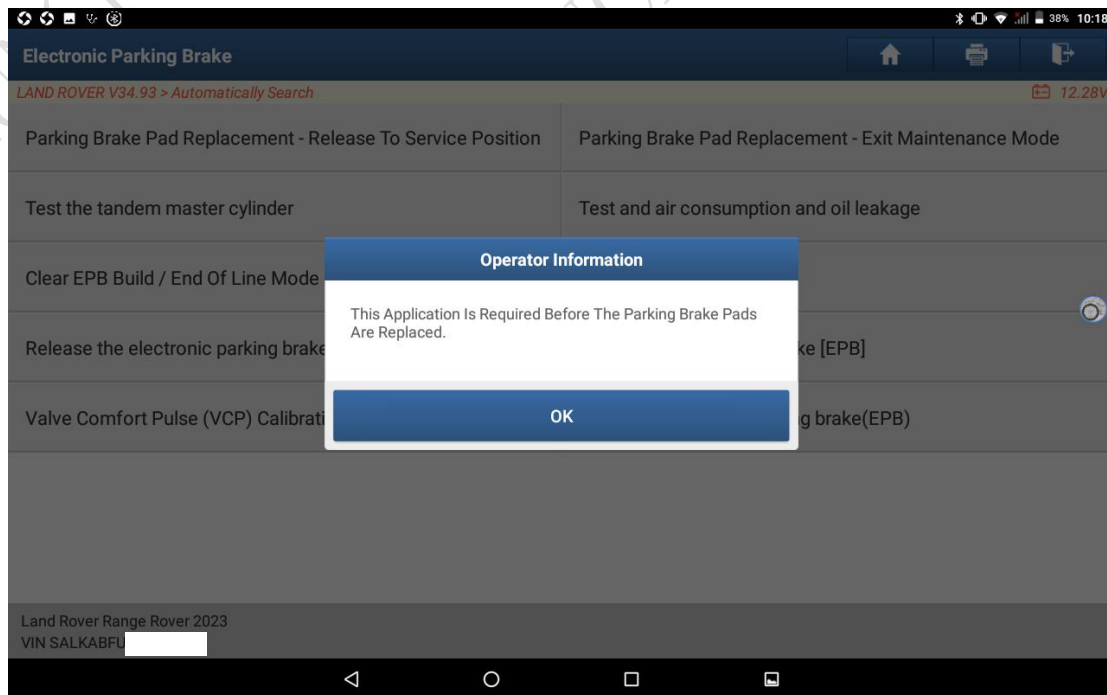 38% 10:18
Electronic Parking Brake
LAND ROVER V34.93 > Automatically Search
12.28V
Parking Brake Pad Replacement - Release To Service Position
Parking Brake Pad Replacement - Exit Maintenance Mode
Test the tandem master cylinder
Test and air consumption and oil leakage
Operator Information
Clear EPB Build / End Of Line Mode
This Application Is Required Before The Parking Brake Pads
Are Replaced.
Release the electronic parking brake
ke [EPB]
OK
Valve Comfort Pulse (VCP) Calibrati
g brake(EPB)
Land Rover Range Rover 2023
VIN SALKABFU